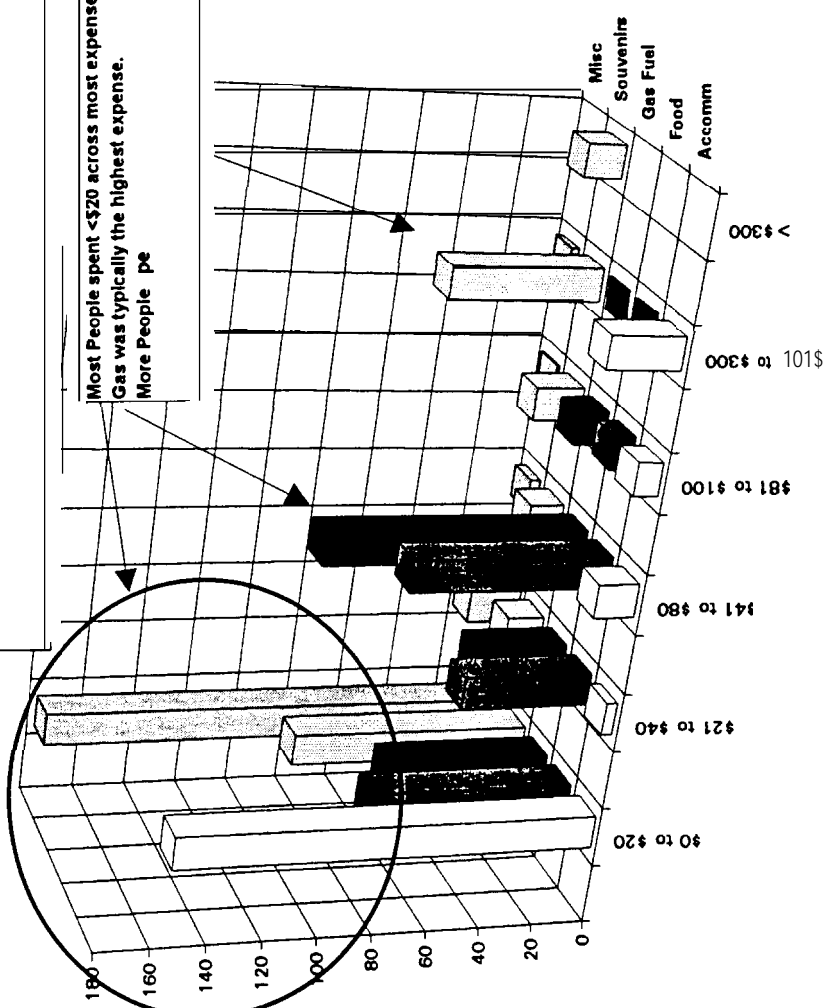 Most People spent <$20 across most expense
Gas was typically the highest expense.
More People pe
Misc
Souvenirs
Gas Fuel
Food
Accomm
180
160
140
120
100
80
60
40
20
0
$0 to $20
$21 to $40
$41 to $80
$81 to $100
101$ to $300
> $300